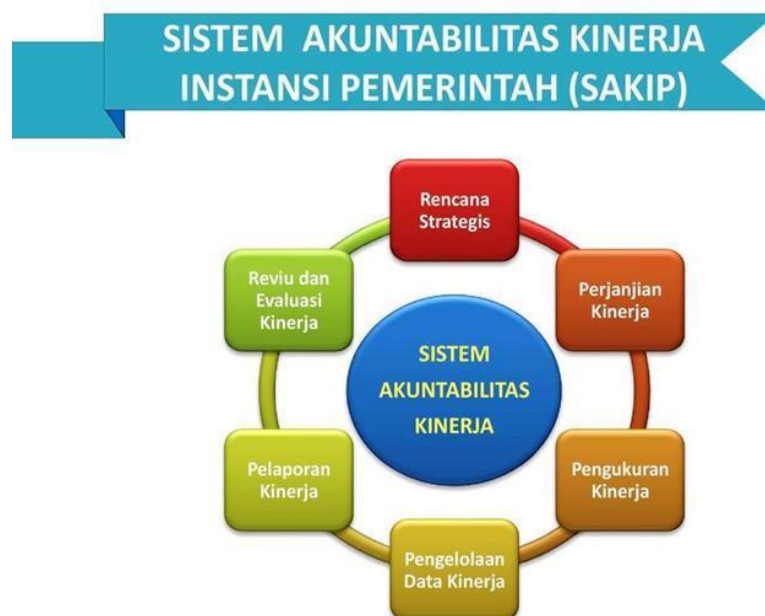 SISTEM AKUNTABILITAS KINERJA
INSTANSI PEMERINTAH (SAKIP)
Rencana
Strategis
Perjanjian
Kinerja
Pengukuran
Kinerja
Pengelolaan
Data Kinerja
Pelaporan
Kinerja
Reviu dan
Evaluasi
Kinerja
SISTEM
AKUNTABILITAS
KINERJA